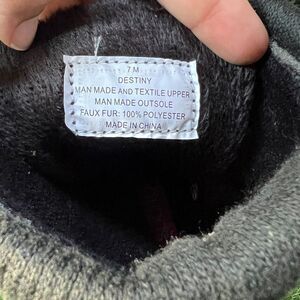 7 M
DESTINY
MAN MADE AND TEXTILE UPPER
MAN MADE OUTSOLE
FAUX FUR: 100% POLYESTER
MADE IN CHINA